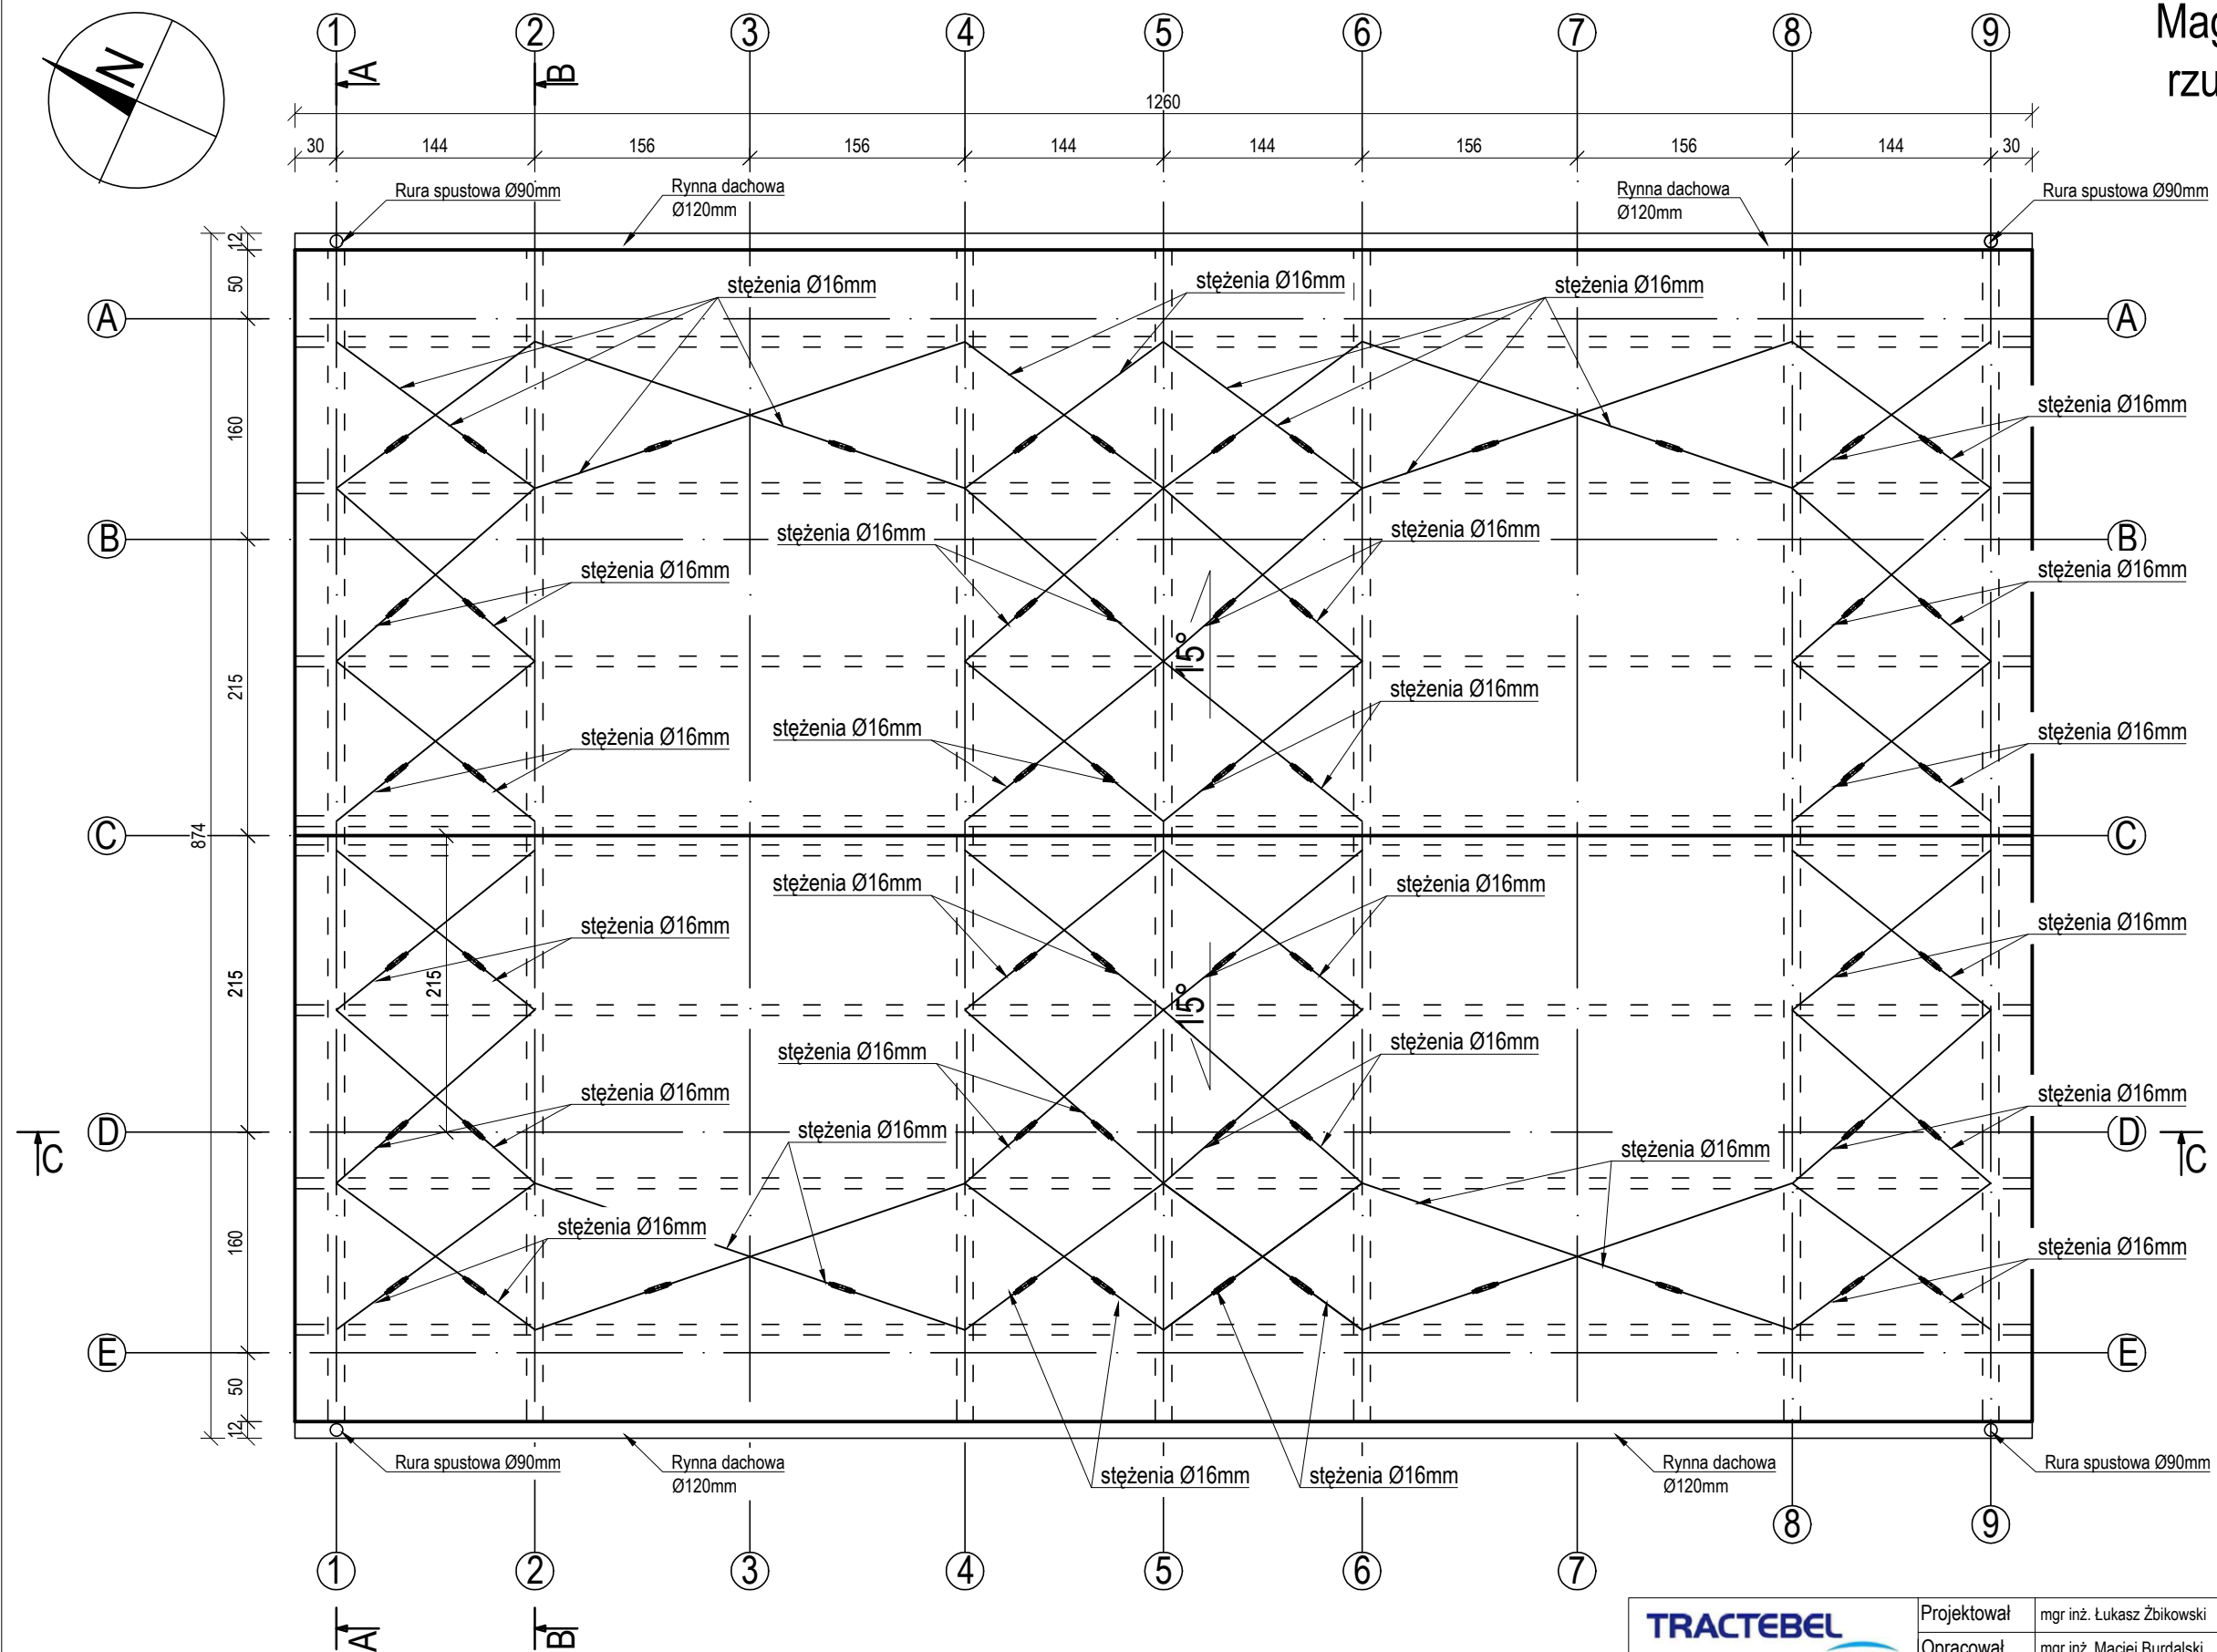 Mag
rzu
N
1 2 3 4 5 6 7 8 9
A B
1260
30 144 156 156 144 144 156 156 144 30
Rura spustowa Ø90mm
Rynna dachowa
Ø120mm
Rynna dachowa
Ø120mm
Rura spustowa Ø90mm
12
50
stężenia Ø16mm
stężenia Ø16mm
stężenia Ø16mm
A A
160
stężenia Ø16mm
B B
stężenia Ø16mm
stężenia Ø16mm
stężenia Ø16mm
stężenia Ø16mm
15°
215
stężenia Ø16mm
stężenia Ø16mm
stężenia Ø16mm
stężenia Ø16mm
C C
874
stężenia Ø16mm
stężenia Ø16mm
stężenia Ø16mm
stężenia Ø16mm
215
215
15°
stężenia Ø16mm
stężenia Ø16mm
stężenia Ø16mm
stężenia Ø16mm
C D D C
stężenia Ø16mm
stężenia Ø16mm
160
stężenia Ø16mm
stężenia Ø16mm
E E
50
12
Rura spustowa Ø90mm
Rynna dachowa
Ø120mm
stężenia Ø16mm
stężenia Ø16mm
Rynna dachowa
Ø120mm
Rura spustowa Ø90mm
8 9
1 2 3 4 5 6 7
A B
TRACTEBEL
Projektował mgr inż. Łukasz Żbikowski
Opracował mgr inż. Maciej Burdalski